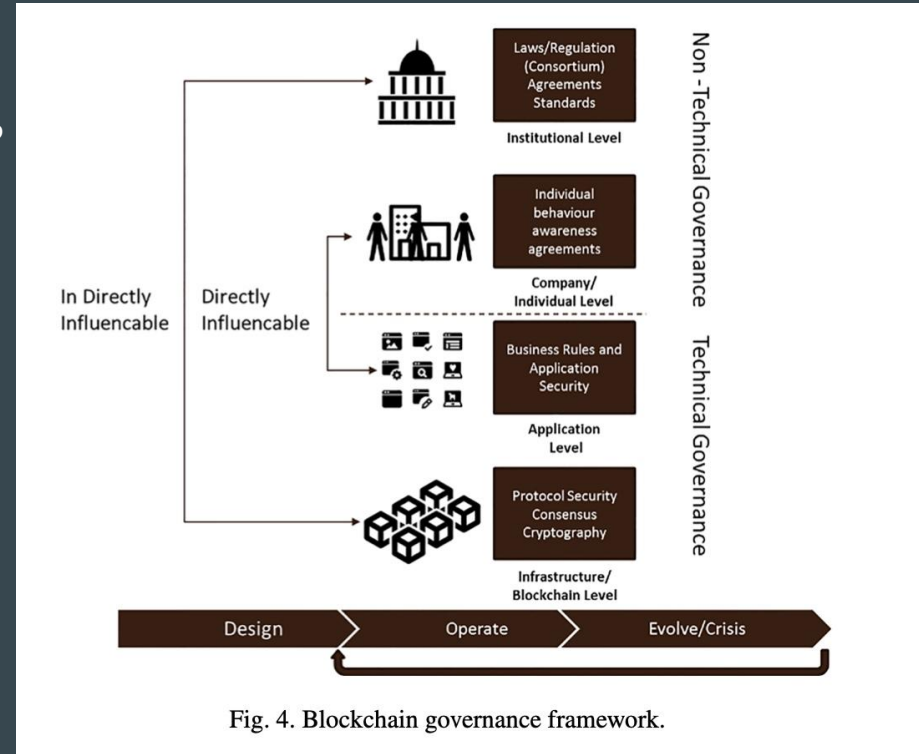 Laws/Regulation
(Consortium)
Agreements
Standards
Institutional Level
Non -Technical Governance
Individual
behaviour
awareness
agreements
Company/
Individual Level
In Directly
Influencable
Directly
Influencable
Business Rules and
Application
Security
Application
Level
Technical Governance
Protocol Security
Consensus
Cryptography
Infrastructure/
Blockchain Level
Design
Operate
Evolve/Crisis
Fig. 4. Blockchain governance framework.